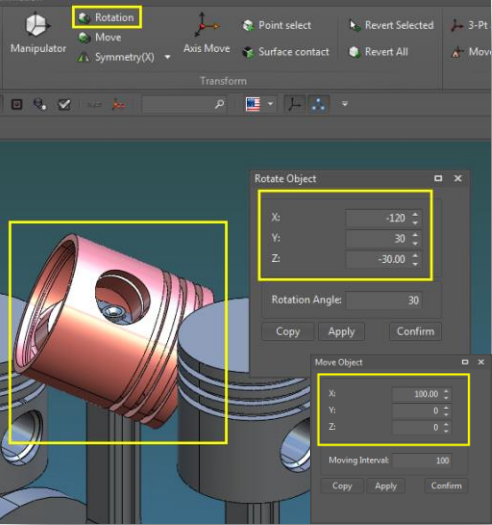 Manipulator
Rotation
Move
Symmetry(X)
Axis Move
Point select
Surface contact
Revert Selected
Revert All
3-Pt
Move
Transform
Rotate Object
X: -120
Y: 30
Z: -30.00
Rotation Angle: 30
Copy Apply Confirm
Move Object
X: 100.00
Y: 0
Z: 0
Moving Interval: 100
Copy Apply Confirm